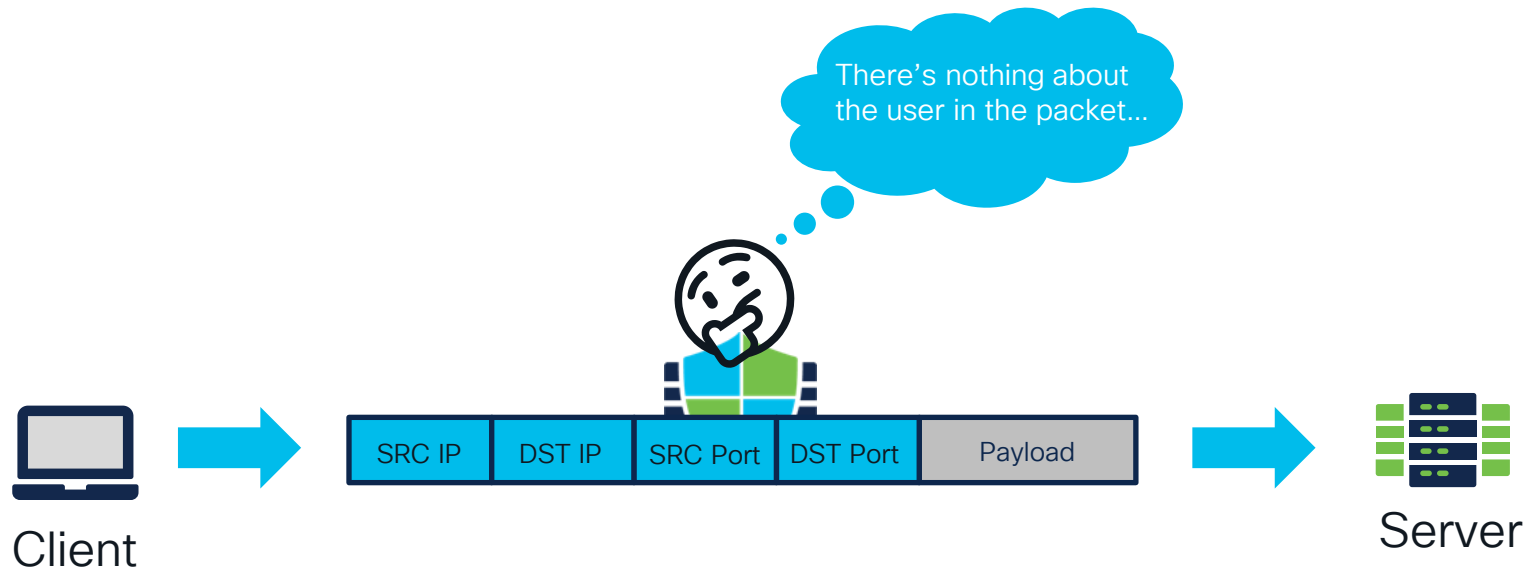 There’s nothing about
the user in the packet…
SRC IP
DST IP
SRC Port
DST Port
Payload
Client
Server